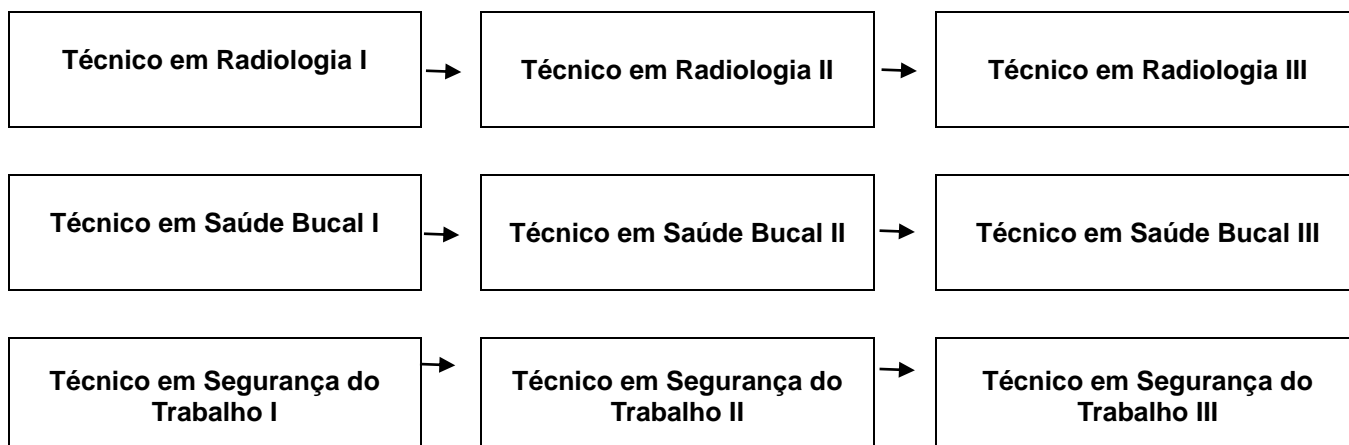 Técnico em Radiologia I
Técnico em Radiologia II
Técnico em Radiologia III
Técnico em Saúde Bucal I
Técnico em Saúde Bucal II
Técnico em Saúde Bucal III
Técnico em Segurança do
Trabalho I
Técnico em Segurança do
Trabalho II
Técnico em Segurança do
Trabalho III